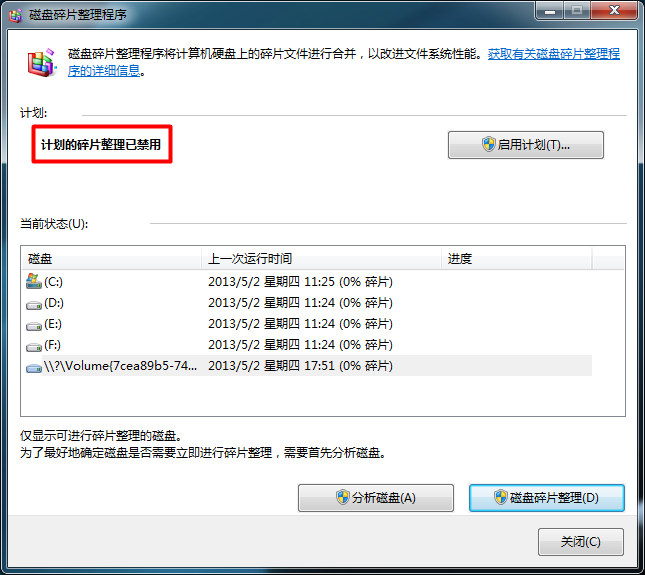 磁盘碎片整理程序
磁盘碎片整理程序将计算机硬盘上的碎片文件进行合并，以改进文件系统性能。获取有关磁盘碎片整理程序的详细信息。
计划:
计划的碎片整理已禁用
启用计划(T)...
当前状态(U):
磁盘 上一次运行时间 进度
(C:) 2013/5/2 星期四 11:25 (0% 碎片)
(D:) 2013/5/2 星期四 11:24 (0% 碎片)
(E:) 2013/5/2 星期四 11:24 (0% 碎片)
(F:) 2013/5/2 星期四 11:24 (0% 碎片)
\\?\Volume{7cea89b5-74... 2013/5/2 星期四 17:51 (0% 碎片)
仅显示可进行碎片整理的磁盘。
为了最好地确定磁盘是否需要立即进行碎片整理，需要首先分析磁盘。
分析磁盘(A) 磁盘碎片整理(D)
关闭(C)